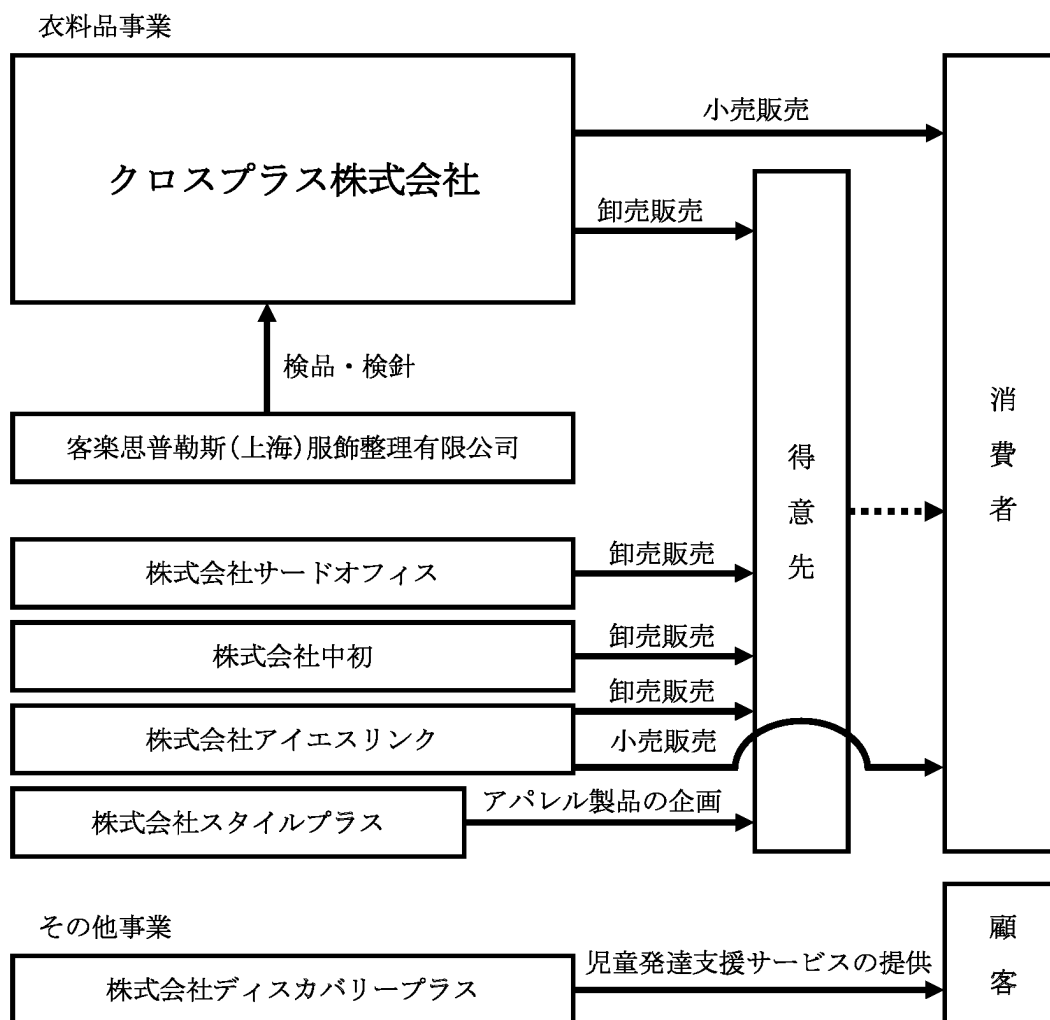 衣料品事業
クロスプラス株式会社
小売販売
卸売販売
検品・検針
客楽思普勒斯(上海)服飾整理有限公司
株式会社サードオフィス
卸売販売
株式会社中初
卸売販売
株式会社アイエスリンク
卸売販売
小売販売
株式会社スタイルプラス
アパレル製品の企画
得意先
消費者
その他事業
株式会社ディスカバリープラス
児童発達支援サービスの提供
顧客